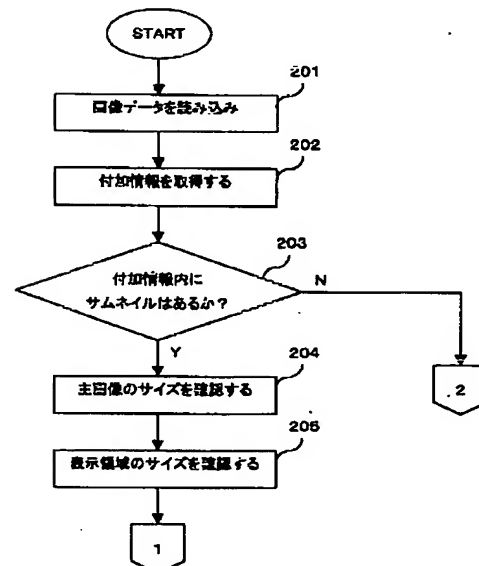 START
201
画像データを読み込み
202
付加情報を取得する
203
付加情報内に
サムネイルはあるか？
N
Y
204
主画像のサイズを確認する
2
205
表示領域のサイズを確認する
1